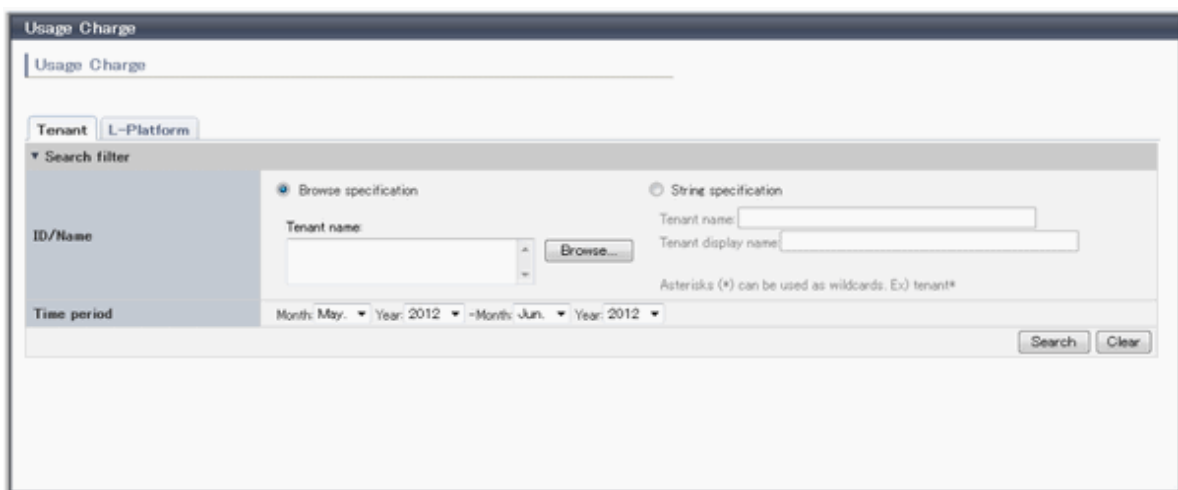 Usage Charge
Usage Charge
Tenant L-Platform
▼ Search filter
ID/Name
Browse specification
Tenant name:
Browse...
String specification
Tenant name:
Tenant display name:
Asterisks (*) can be used as wildcards. Ex) tenant*
Time period
Month: May. ▼ Year: 2012 ▼ -Month: Jun. ▼ Year: 2012 ▼
Search Clear